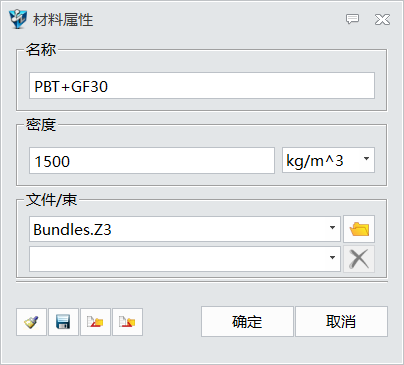 材料属性
名称
PBT+GF30
密度
1500
kg/m^3
文件/束
Bundles.Z3
确定
取消